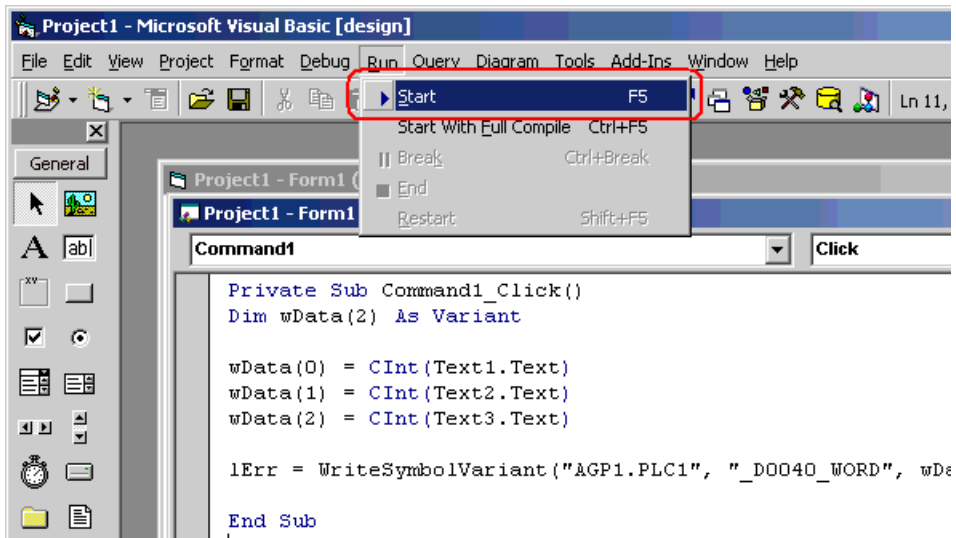 Project1 - Microsoft Visual Basic [design]
File Edit View Project Format Debug Run Query Diagram Tools Add-Ins Window Help
Ln 11,
Start F5
Start With Full Compile Ctrl+F5
Break Ctrl+Break
End
Restart Shift+F5
General
A ab|
XY
Project1 - Form1 (
Project1 - Form1
Command1 Click
Private Sub Command1_Click()
Dim wData(2) As Variant
wData(0) = CInt(Text1.Text)
wData(1) = CInt(Text2.Text)
wData(2) = CInt(Text3.Text)
lErr = WriteSymbolVariant("AGP1.PLC1", "_D0040_WORD", wDa
End Sub